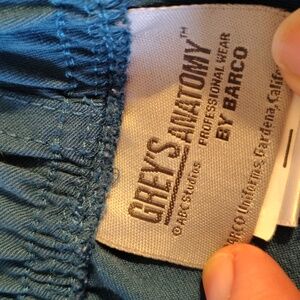 GREY'S ANATOMY™
PROFESSIONAL WEAR
BY BARCO
© ABC Studios
BARCO Uniforms, Gardena, Calif